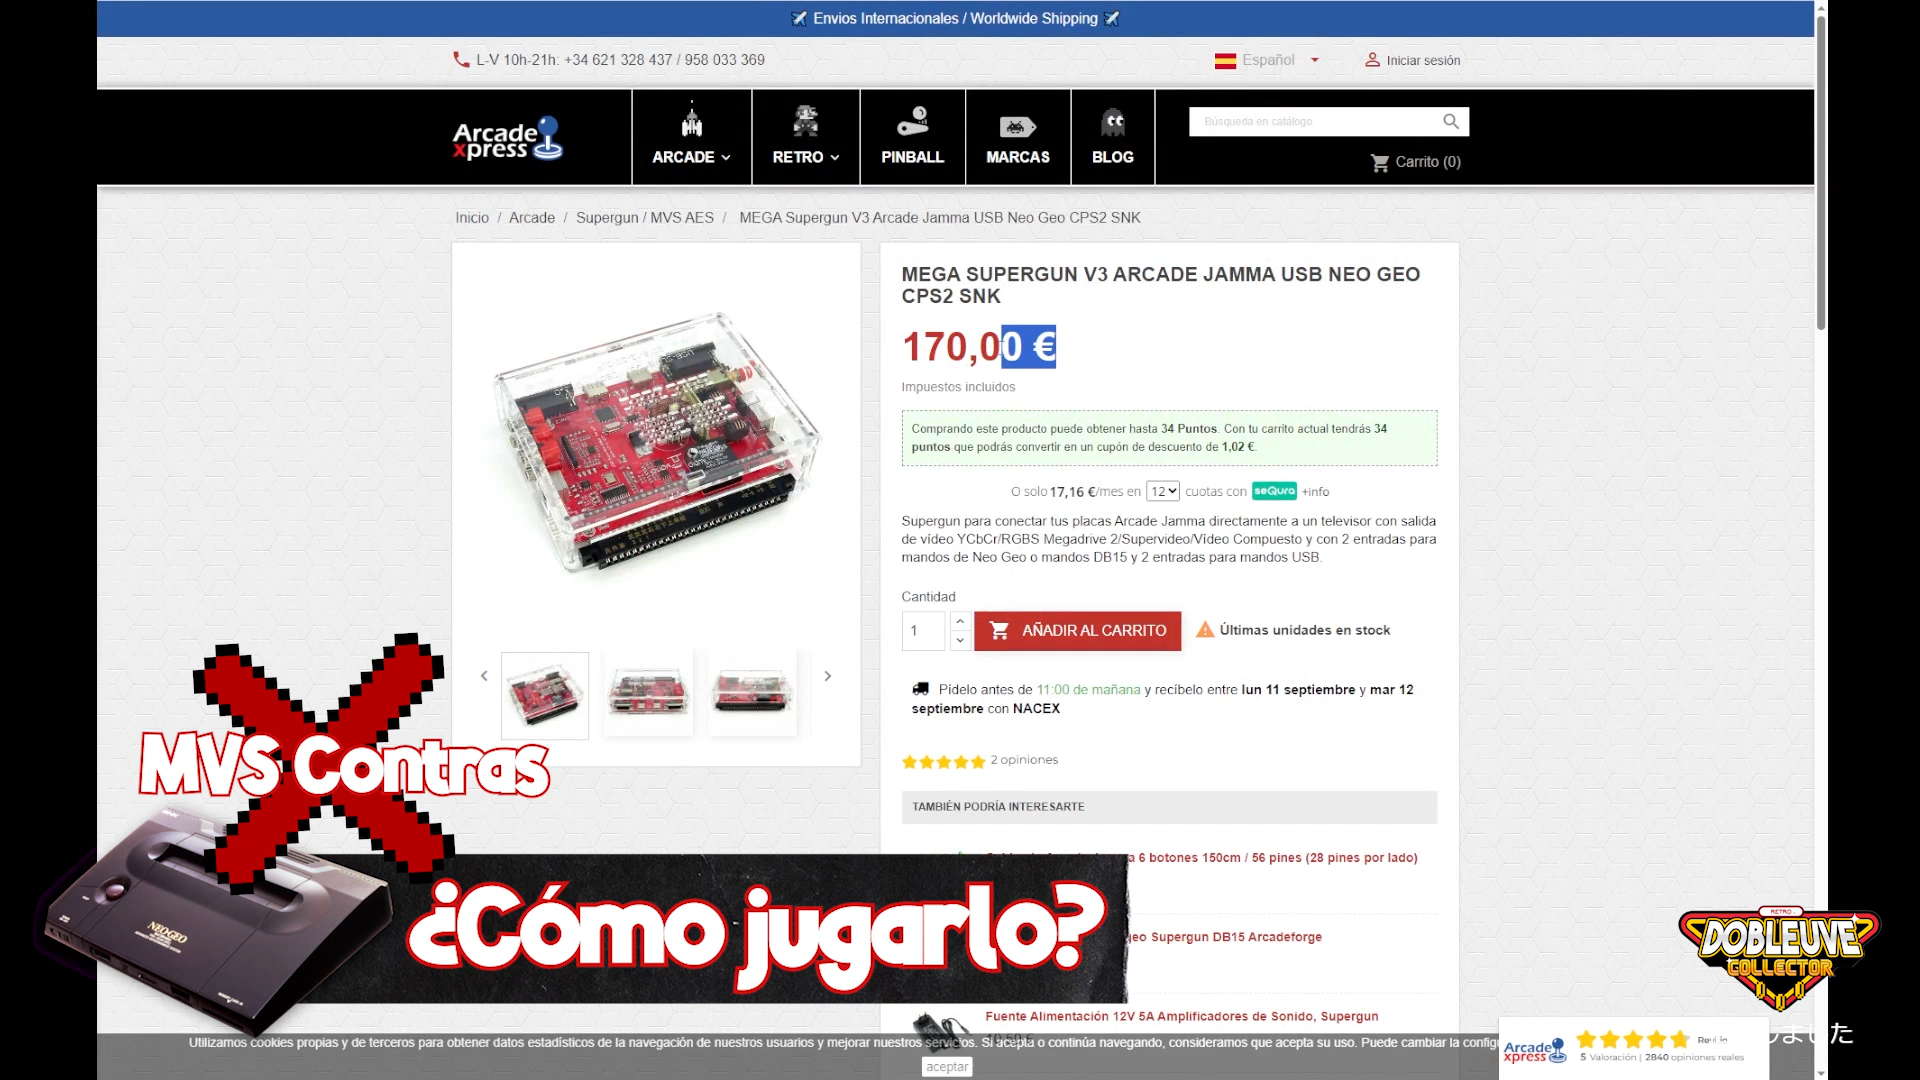 Envios Internacionales / Worldwide Shipping
L-V 10h-21h: +34 621 328 437 / 958 033 369
Español
Iniciar sesión
Arcade xpress
ARCADE
RETRO
PINBALL
MARCAS
BLOG
Búsqueda en catálogo
Carrito (0)
Inicio / Arcade / Supergun / MVS AES / MEGA Supergun V3 Arcade Jamma USB Neo Geo CPS2 SNK
MEGA SUPERGUN V3 ARCADE JAMMA USB NEO GEO
CPS2 SNK
170,00 €
Impuestos incluidos
Comprando este producto puede obtener hasta 34 Puntos. Con tu carrito actual tendrás 34
puntos que podrás convertir en un cupón de descuento de 1,02 €.
O solo 17,16 €/mes en 12 cuotas con seQura +info
Supergun para conectar tus placas Arcade Jamma directamente a un televisor con salida
de vídeo YCbCr/RGBS Megadrive 2/Supervideo/Vídeo Compuesto y con 2 entradas para
mandos de Neo Geo o mandos DB15 y 2 entradas para mandos USB.
Cantidad
1
AÑADIR AL CARRITO
Últimas unidades en stock
Pídelo antes de 11:00 de mañana y recíbelo entre lun 11 septiembre y mar 12
septiembre con NACEX
2 opiniones
TAMBIÉN PODRÍA INTERESARTE
a 6 botones 150cm / 56 pines (28 pines por lado)
eo Supergun DB15 Arcadeforge
Fuente Alimentación 12V 5A Amplificadores de Sonido, Supergun
MVS Contras
NEO·GEO
¿Cómo jugarlo?
RETRO
DOBLEUVE
COLLECTOR
Utilizamos cookies propias y de terceros para obtener datos estadísticos de la navegación de nuestros usuarios y mejorar nuestros servicios. Si acepta o continúa navegando, consideramos que acepta su uso. Puede cambiar la config
aceptar
Arcade xpress
5 Valoración | 2840 opiniones reales
しました